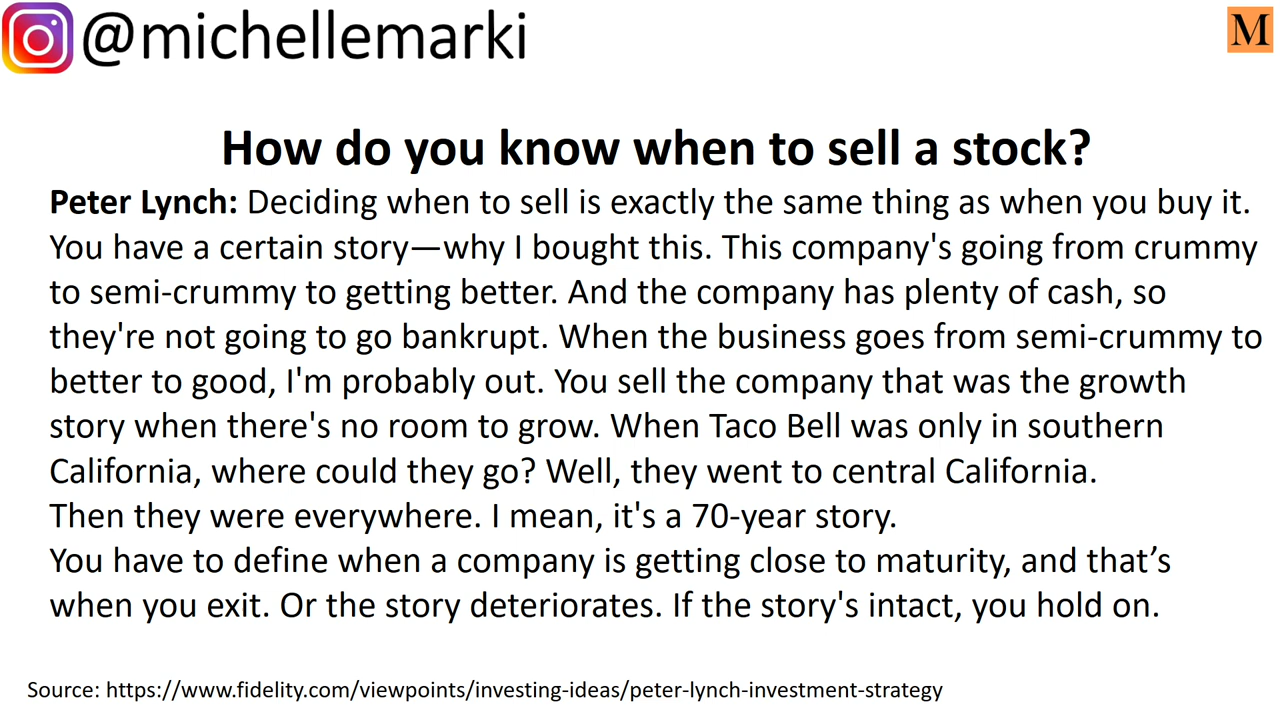 @michellemarki
M
How do you know when to sell a stock?
Peter Lynch: Deciding when to sell is exactly the same thing as when you buy it.
You have a certain story—why I bought this. This company's going from crummy
to semi-crummy to getting better. And the company has plenty of cash, so
they're not going to go bankrupt. When the business goes from semi-crummy to
better to good, I'm probably out. You sell the company that was the growth
story when there's no room to grow. When Taco Bell was only in southern
California, where could they go? Well, they went to central California.
Then they were everywhere. I mean, it's a 70-year story.
You have to define when a company is getting close to maturity, and that’s
when you exit. Or the story deteriorates. If the story's intact, you hold on.
Source: https://www.fidelity.com/viewpoints/investing-ideas/peter-lynch-investment-strategy